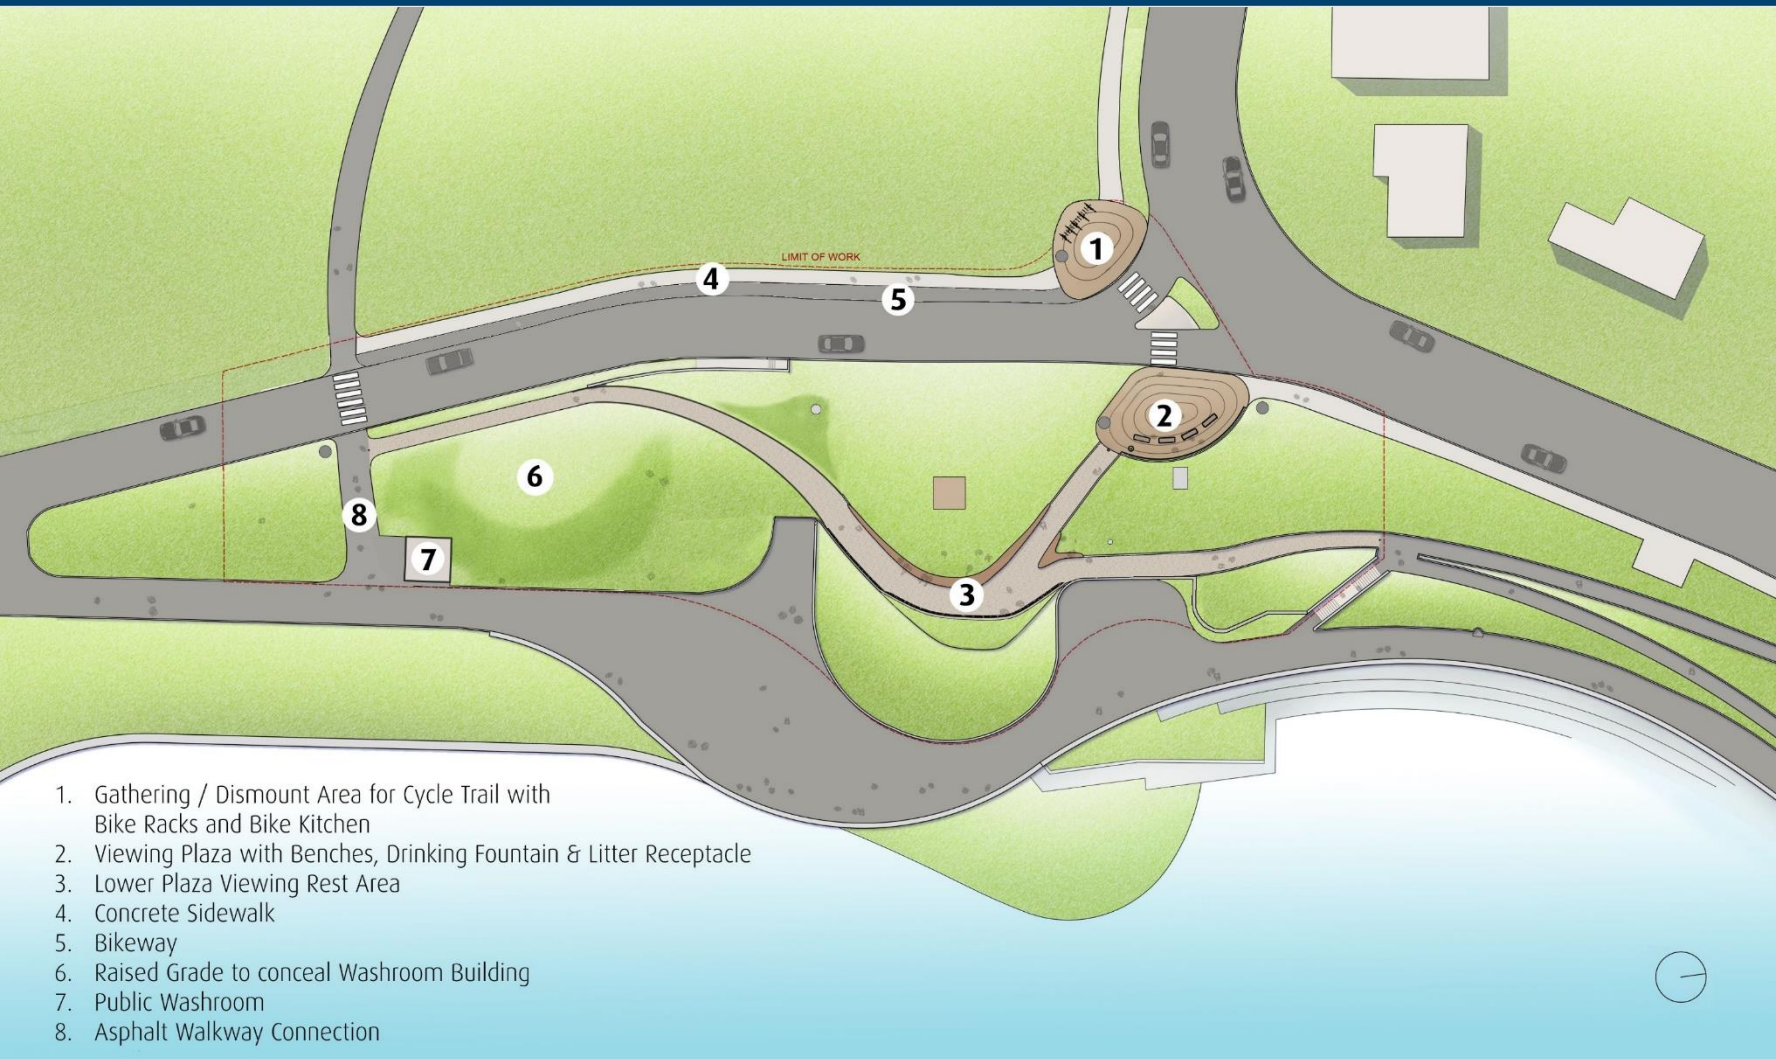 1
LIMIT OF WORK
4
5
2
6
8
7
3
1. Gathering / Dismount Area for Cycle Trail with
Bike Racks and Bike Kitchen
2. Viewing Plaza with Benches, Drinking Fountain & Litter Receptacle
3. Lower Plaza Viewing Rest Area
4. Concrete Sidewalk
5. Bikeway
6. Raised Grade to conceal Washroom Building
7. Public Washroom
8. Asphalt Walkway Connection